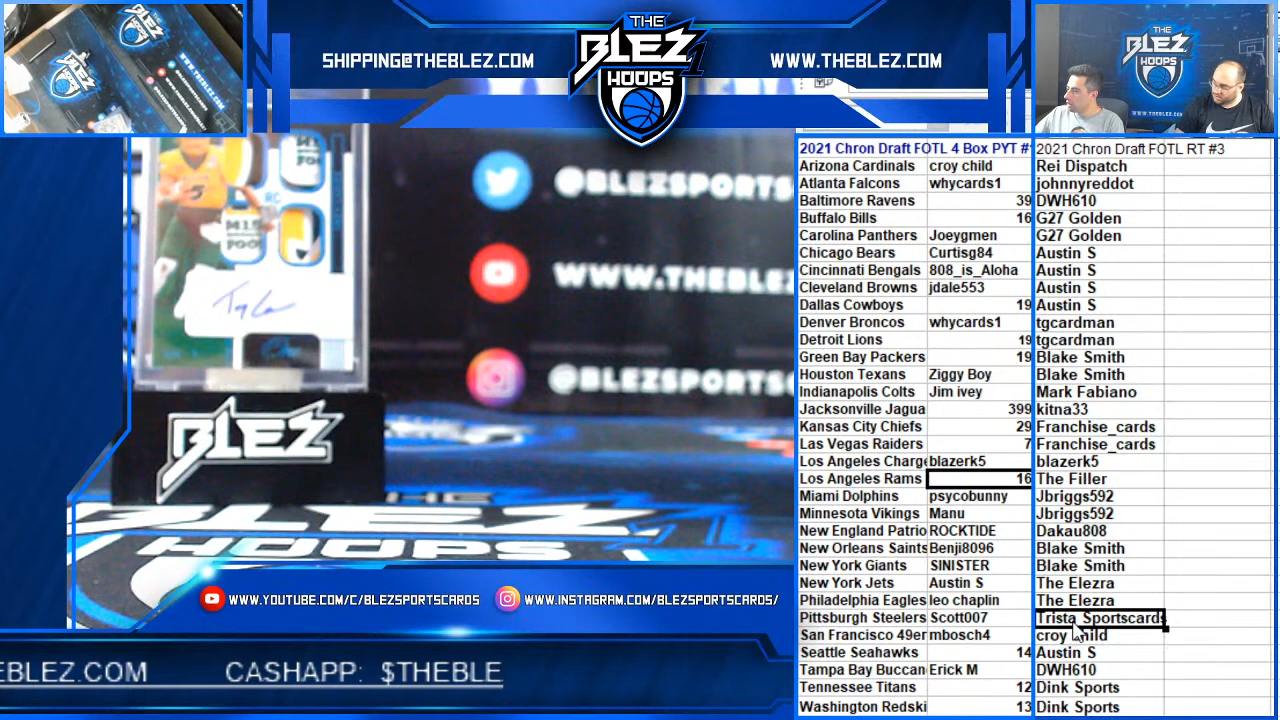 THE
BLEZ
HOOPS
SHIPPING@THEBLEZ.COM
WWW.THEBLEZ.COM
THE
BLEZ
HOOPS
RC
@BLEZSPORTS
WWW.THEBLE
@BLEZSPORTSC
BLEZ
THE
BLEZ
HOOPS
WWW.YOUTUBE.COM/C/BLEZSPORTSCARDS
WWW.INSTAGRAM.COM/BLEZSPORTSCARDS/
EBLEZ.COM CASHAPP: $THEBLE
2021 Chron Draft FOTL 4 Box PYT # 2021 Chron Draft FOTL RT #3
Arizona Cardinals croy child Rei Dispatch
Atlanta Falcons whycards1 johnnyreddot
Baltimore Ravens 39 DWH610
Buffalo Bills 16 G27 Golden
Carolina Panthers Joeygmen G27 Golden
Chicago Bears Curtisg84 Austin S
Cincinnati Bengals 808_is_Aloha Austin S
Cleveland Browns jdale553 Austin S
Dallas Cowboys 19 Austin S
Denver Broncos whycards1 tgcardman
Detroit Lions 19 tgcardman
Green Bay Packers 19 Blake Smith
Houston Texans Ziggy Boy Blake Smith
Indianapolis Colts Jim ivey Mark Fabiano
Jacksonville Jagua 399 kitna33
Kansas City Chiefs 29 Franchise_cards
Las Vegas Raiders 7 Franchise_cards
Los Angeles Charge blazerk5 blazerk5
Los Angeles Rams 16 The Filler
Miami Dolphins psycobunny Jbriggs592
Minnesota Vikings Manu Jbriggs592
New England Patrio ROCKTIDE Dakau808
New Orleans Saints Benji8096 Blake Smith
New York Giants SINISTER Blake Smith
New York Jets Austin S The Elezra
Philadelphia Eagles leo chaplin The Elezra
Pittsburgh Steelers Scott007 Trista Sportscards
San Francisco 49er mbosch4 croy child
Seattle Seahawks 14 Austin S
Tampa Bay Buccan Erick M DWH610
Tennessee Titans 12 Dink Sports
Washington Redski 13 Dink Sports